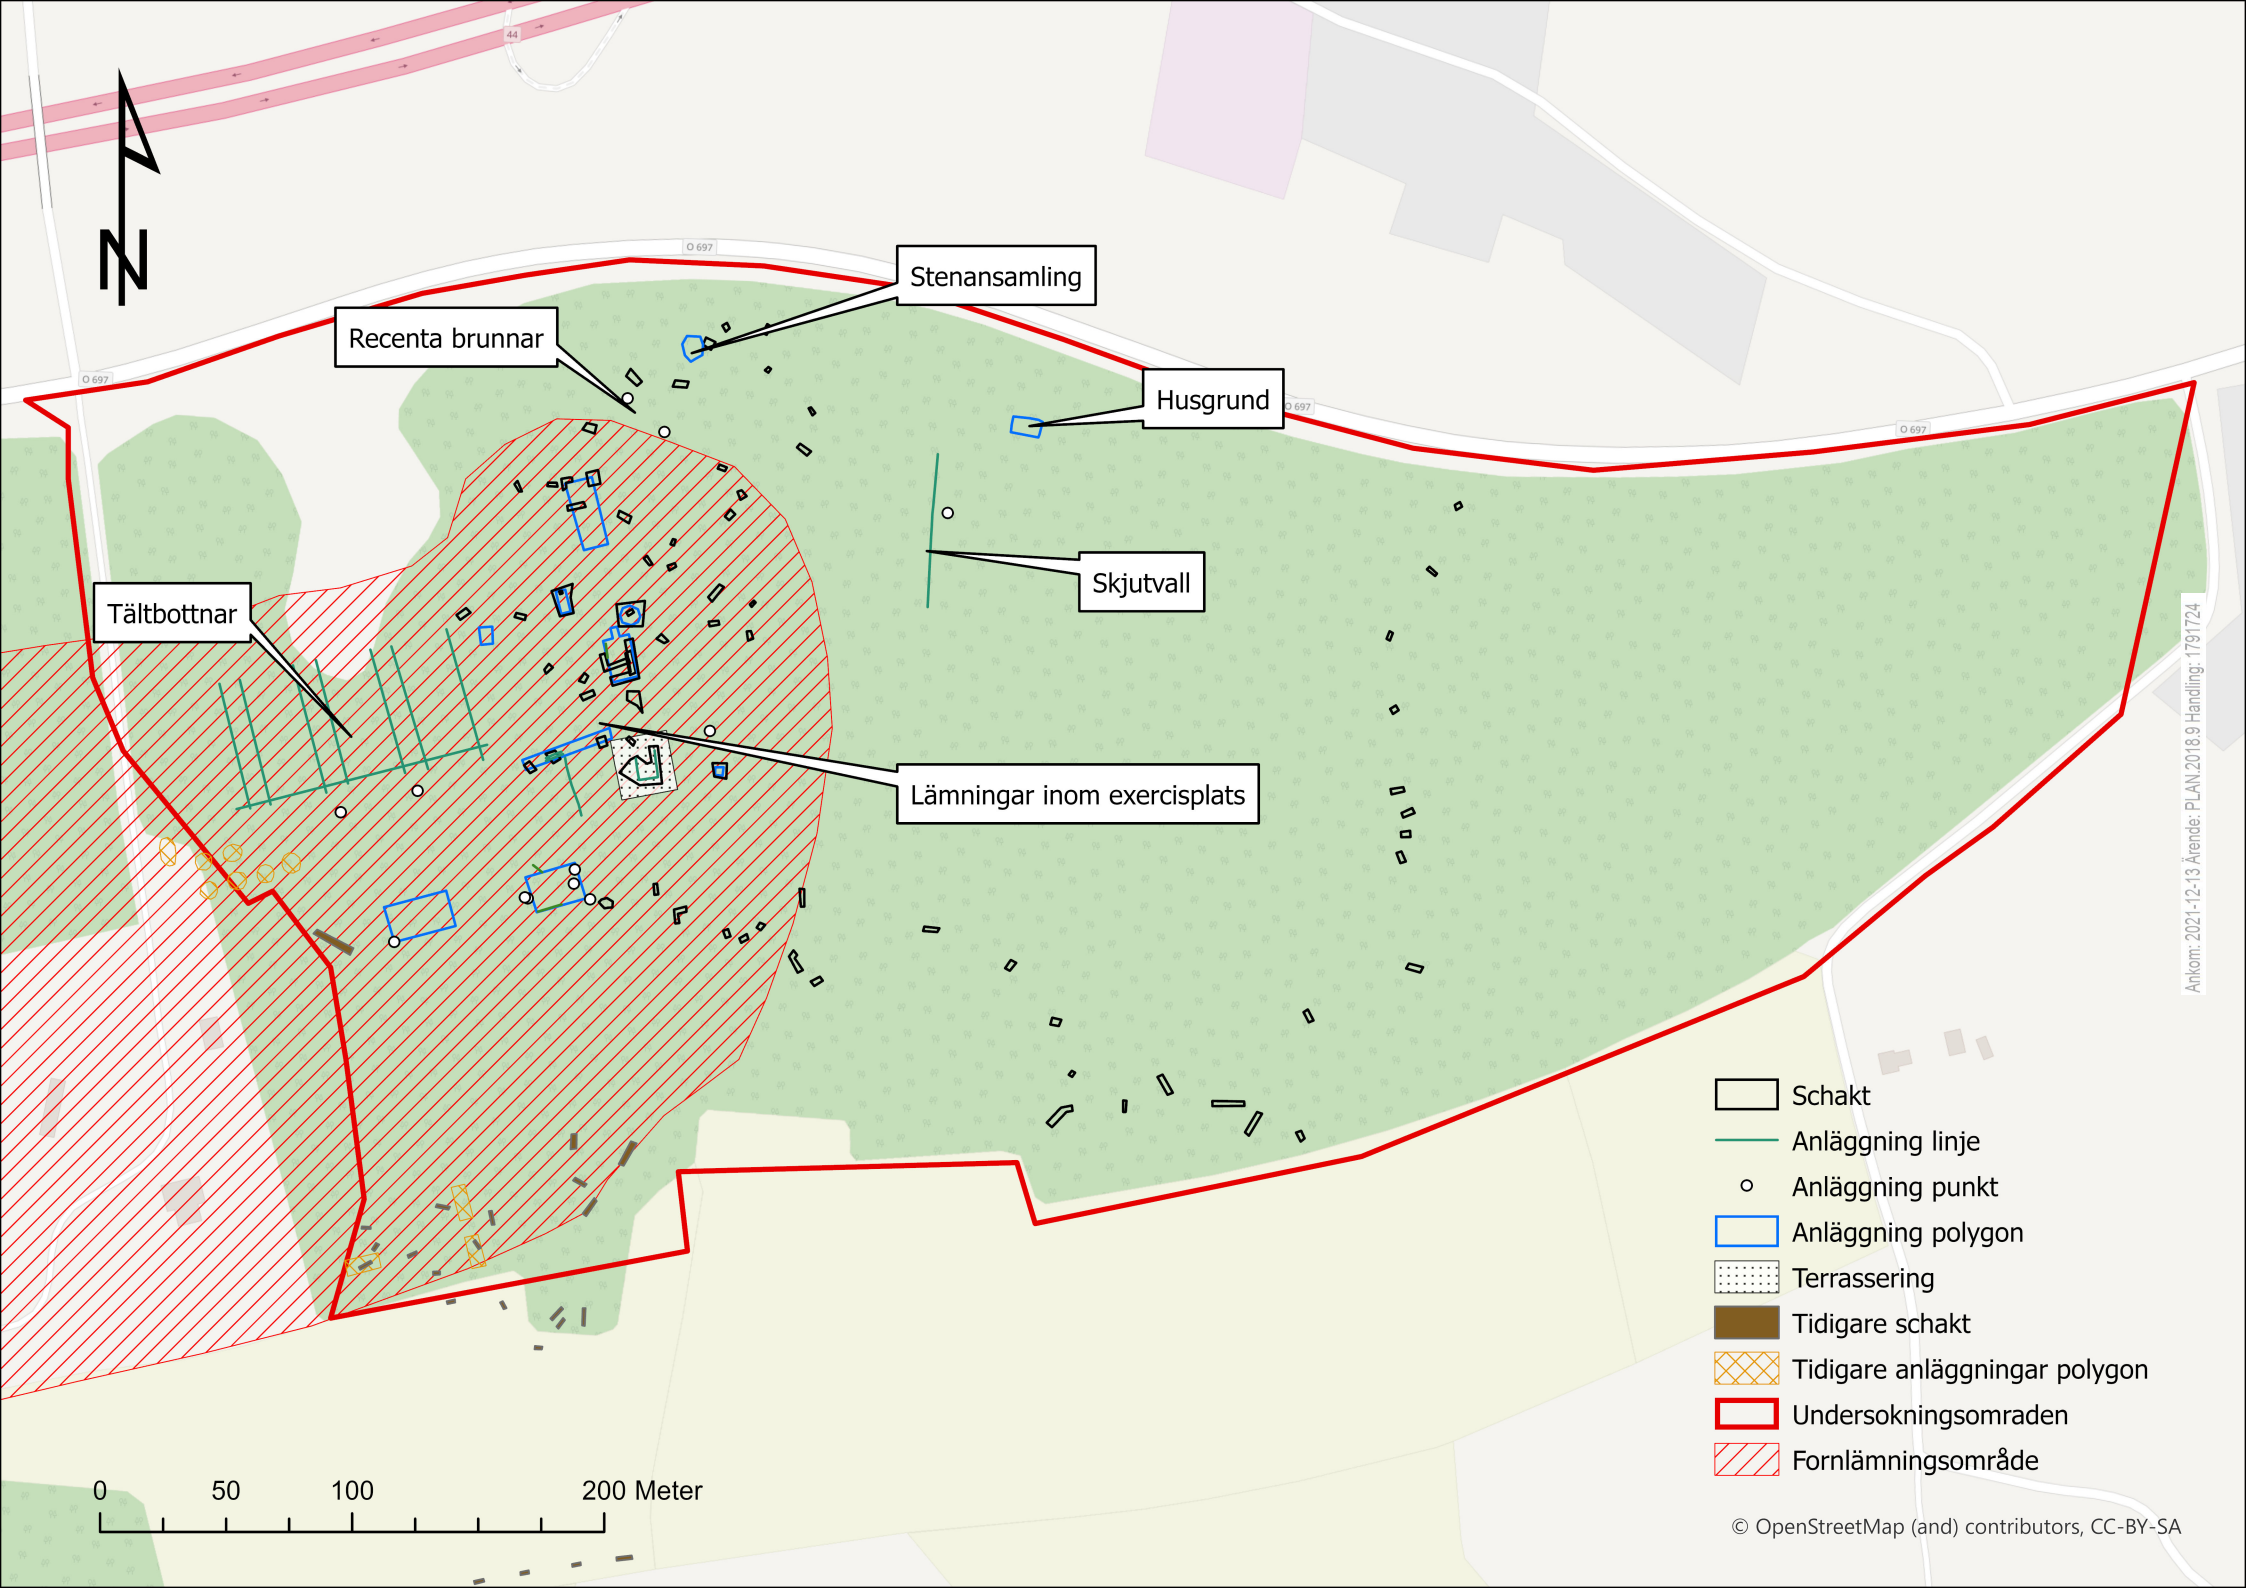 44
N
O 697
Stenansamling
Recenta brunnar
O 697
Husgrund
O 697
O 697
Skjutvall
Tältbottnar
Lämningar inom exercisplats
Ankom: 2021-12-13 Ärende: PLAN.2018.9 Handling: 1791724
Schakt
Anläggning linje
Anläggning punkt
Anläggning polygon
Terrassering
Tidigare schakt
Tidigare anläggningar polygon
Undersokningsomraden
Fornlämningsområde
0 50 100 200 Meter
© OpenStreetMap (and) contributors, CC-BY-SA